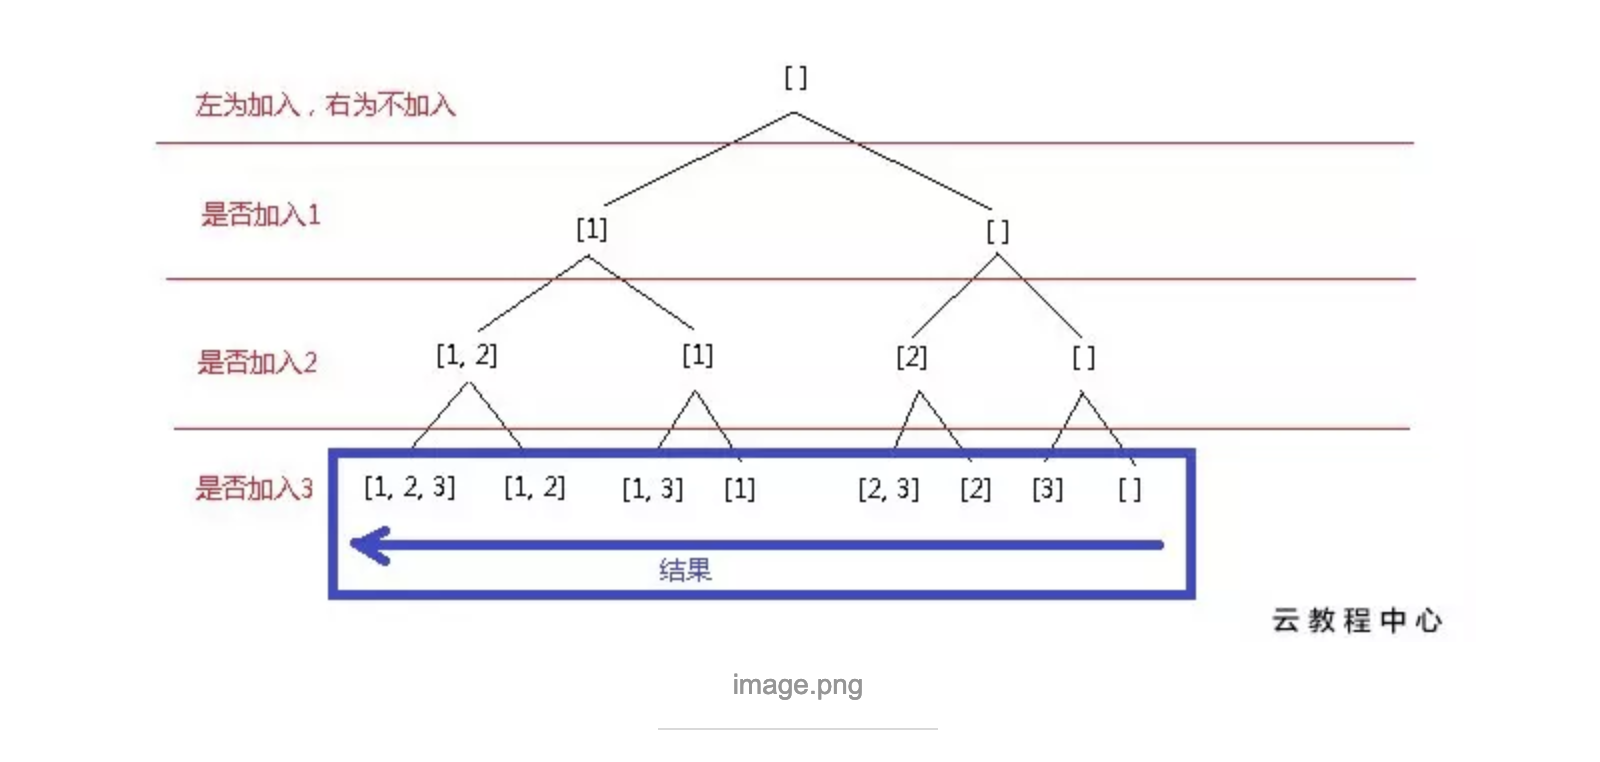 [ ]
左为加入，右为不加入
是否加入1
[1]
[ ]
是否加入2
[1, 2]
[1]
[2]
[ ]
是否加入3
[1, 2, 3]
[1, 2]
[1, 3]
[1]
[2, 3]
[2]
[3]
[ ]
结果
云教程中心
image.png